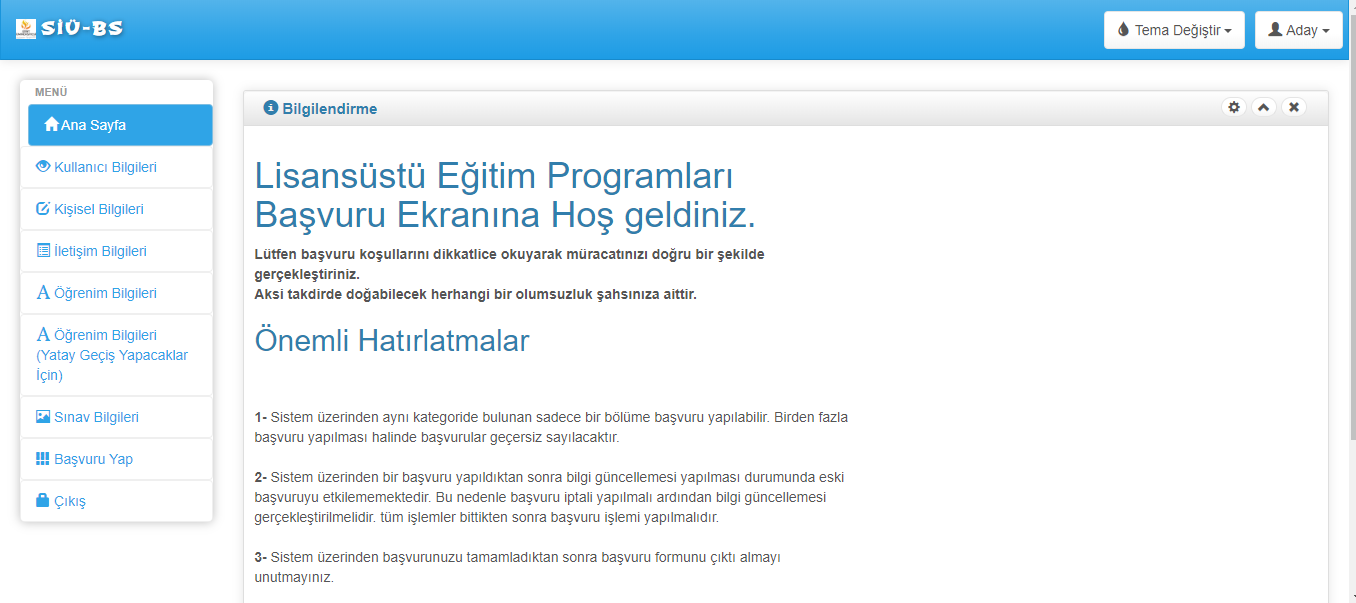 SİÜ-BS
Tema Değiştir
Aday
MENÜ
Ana Sayfa
Kullanıcı Bilgileri
Kişisel Bilgileri
İletişim Bilgileri
Öğrenim Bilgileri
Öğrenim Bilgileri
(Yatay Geçiş Yapacaklar
İçin)
Sınav Bilgileri
Başvuru Yap
Çıkış
Bilgilendirme
Lisansüstü Eğitim Programları
Başvuru Ekranına Hoş geldiniz.
Lütfen başvuru koşullarını dikkatlice okuyarak müracatınızı doğru bir şekilde
gerçekleştiriniz.
Aksi takdirde doğabilecek herhangi bir olumsuzluk şahsınıza aittir.
Önemli Hatırlatmalar
1- Sistem üzerinden aynı kategoride bulunan sadece bir bölüme başvuru yapılabilir. Birden fazla
başvuru yapılması halinde başvurular geçersiz sayılacaktır.
2- Sistem üzerinden bir başvuru yapıldıktan sonra bilgi güncellemesi yapılması durumunda eski
başvuruyu etkilememektedir. Bu nedenle başvuru iptali yapılmalı ardından bilgi güncellemesi
gerçekleştirilmelidir. tüm işlemler bittikten sonra başvuru işlemi yapılmalıdır.
3- Sistem üzerinden başvurunuzu tamamladıktan sonra başvuru formunu çıktı almayı
unutmayınız.